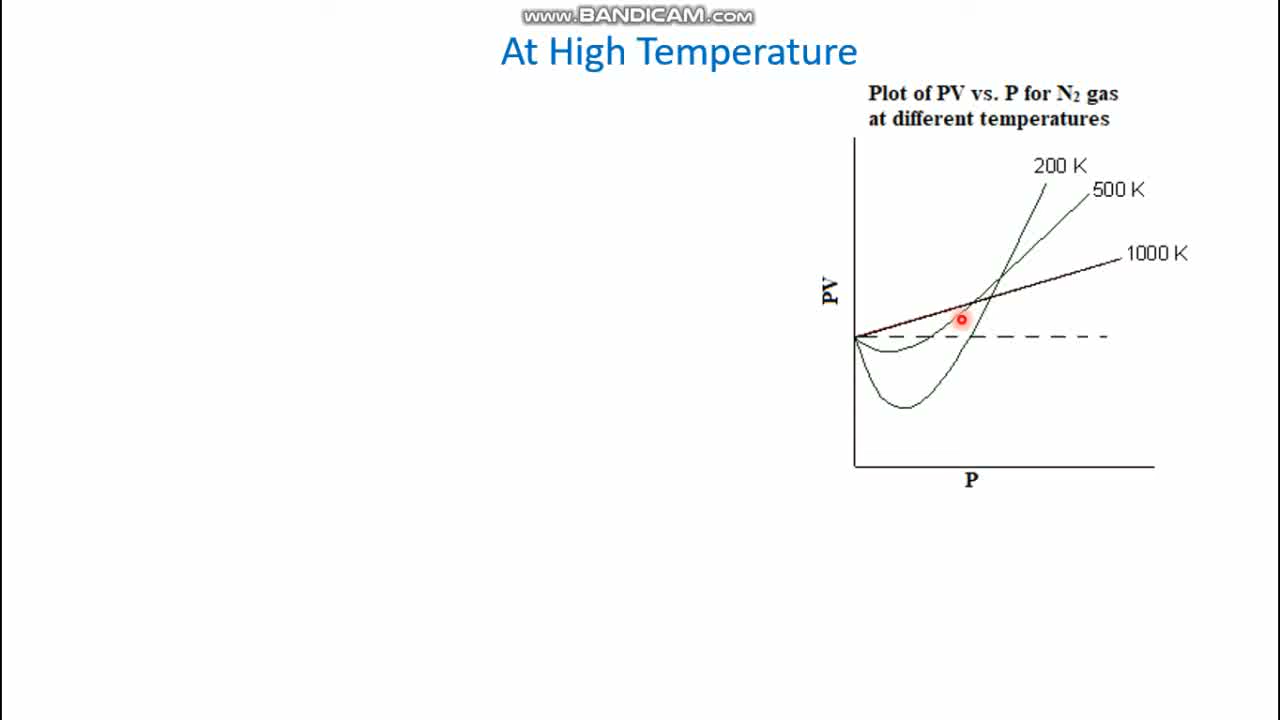 www.BANDICAM.com
At High Temperature
Plot of PV vs. P for N₂ gas
at different temperatures
200 K
500 K
1000 K
PV
P